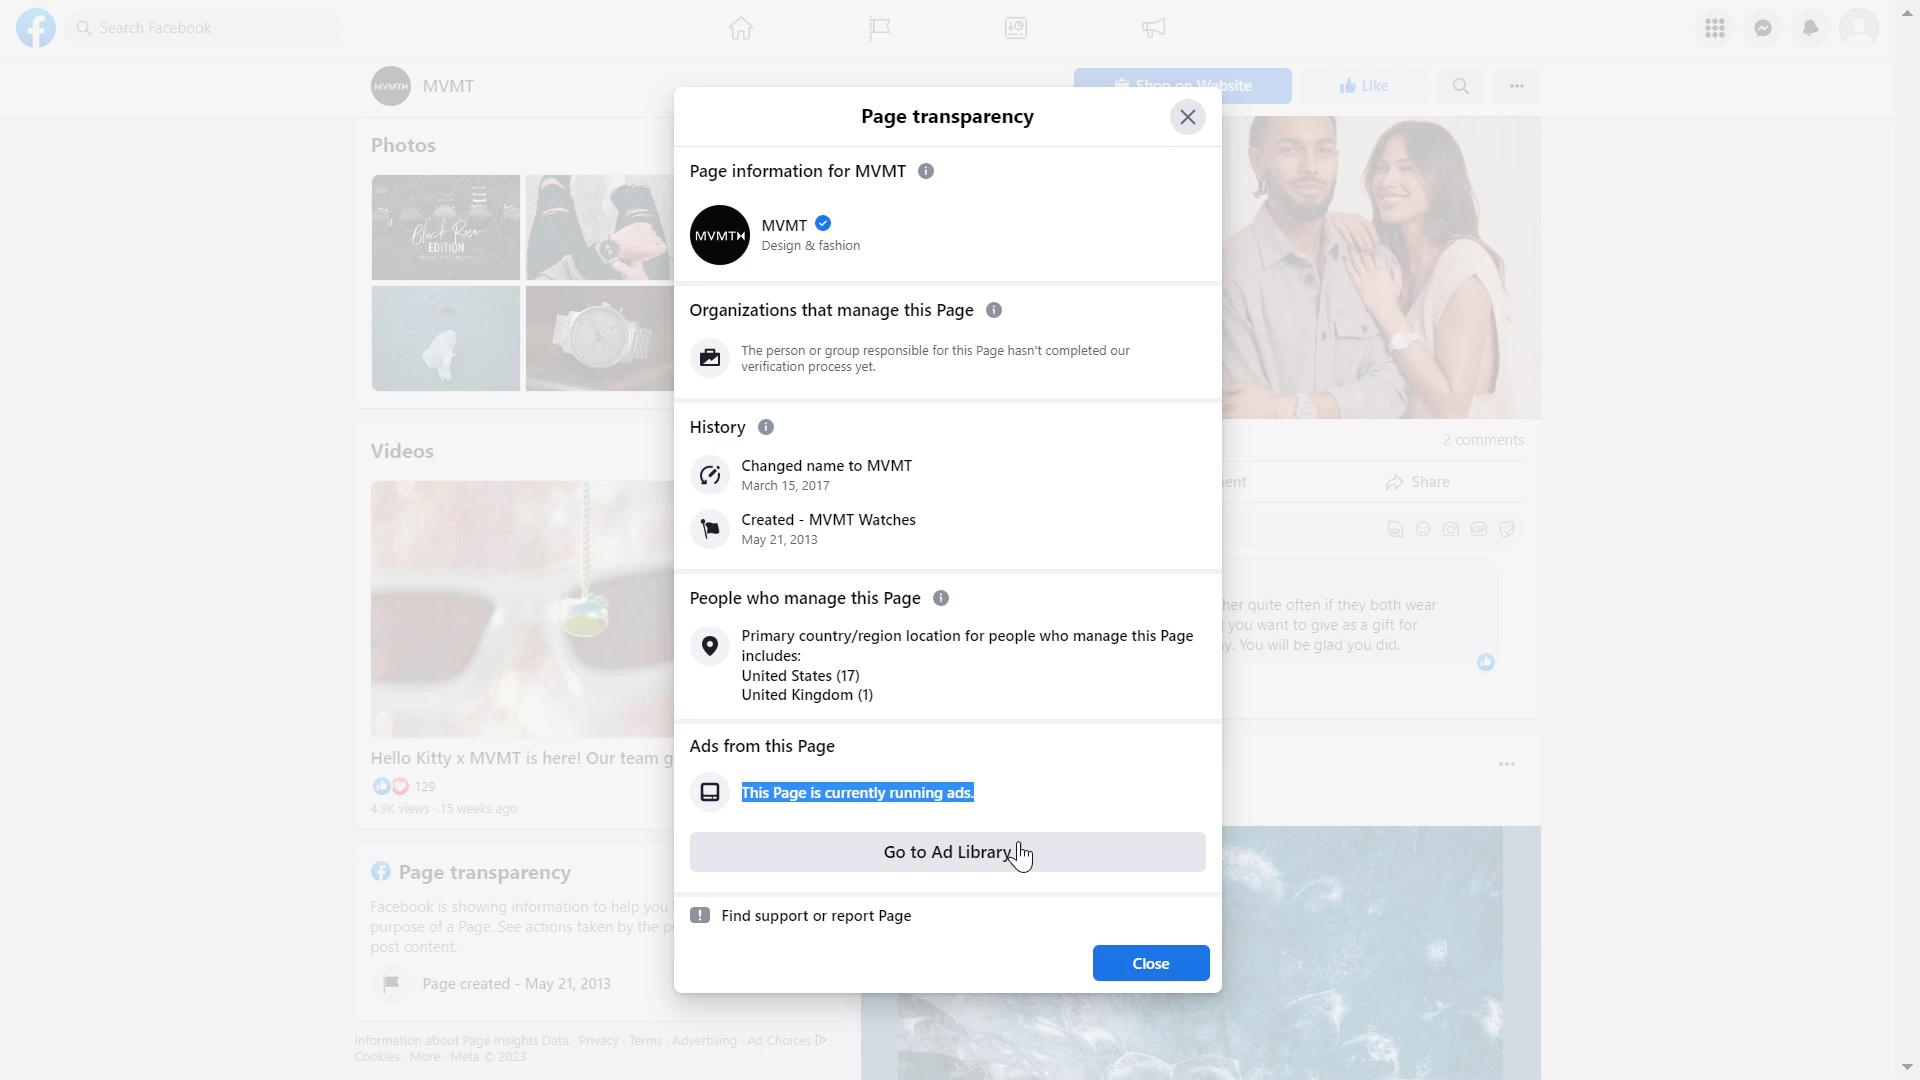 Search Facebook
MVMT
MVMT
Shop on Website
Like
Photos
Black Rose
EDITION
Videos
Hello Kitty x MVMT is here! Our team g
129
4.9K views · 15 weeks ago
Page transparency
Facebook is showing information to help you
purpose of a Page. See actions taken by the p
post content.
Page created - May 21, 2013
Information about Page Insights Data · Privacy · Terms · Advertising · Ad Choices
Cookies · More · Meta © 2023
Page transparency
Page information for MVMT
MVMT
MVMT
Design & fashion
Organizations that manage this Page
The person or group responsible for this Page hasn't completed our
verification process yet.
History
Changed name to MVMT
March 15, 2017
Created - MVMT Watches
May 21, 2013
People who manage this Page
Primary country/region location for people who manage this Page
includes:
United States (17)
United Kingdom (1)
Ads from this Page
This Page is currently running ads.
Go to Ad Library
Find support or report Page
Close
2 comments
ent
Share
GIF
her quite often if they both wear
you want to give as a gift for
y. You will be glad you did.